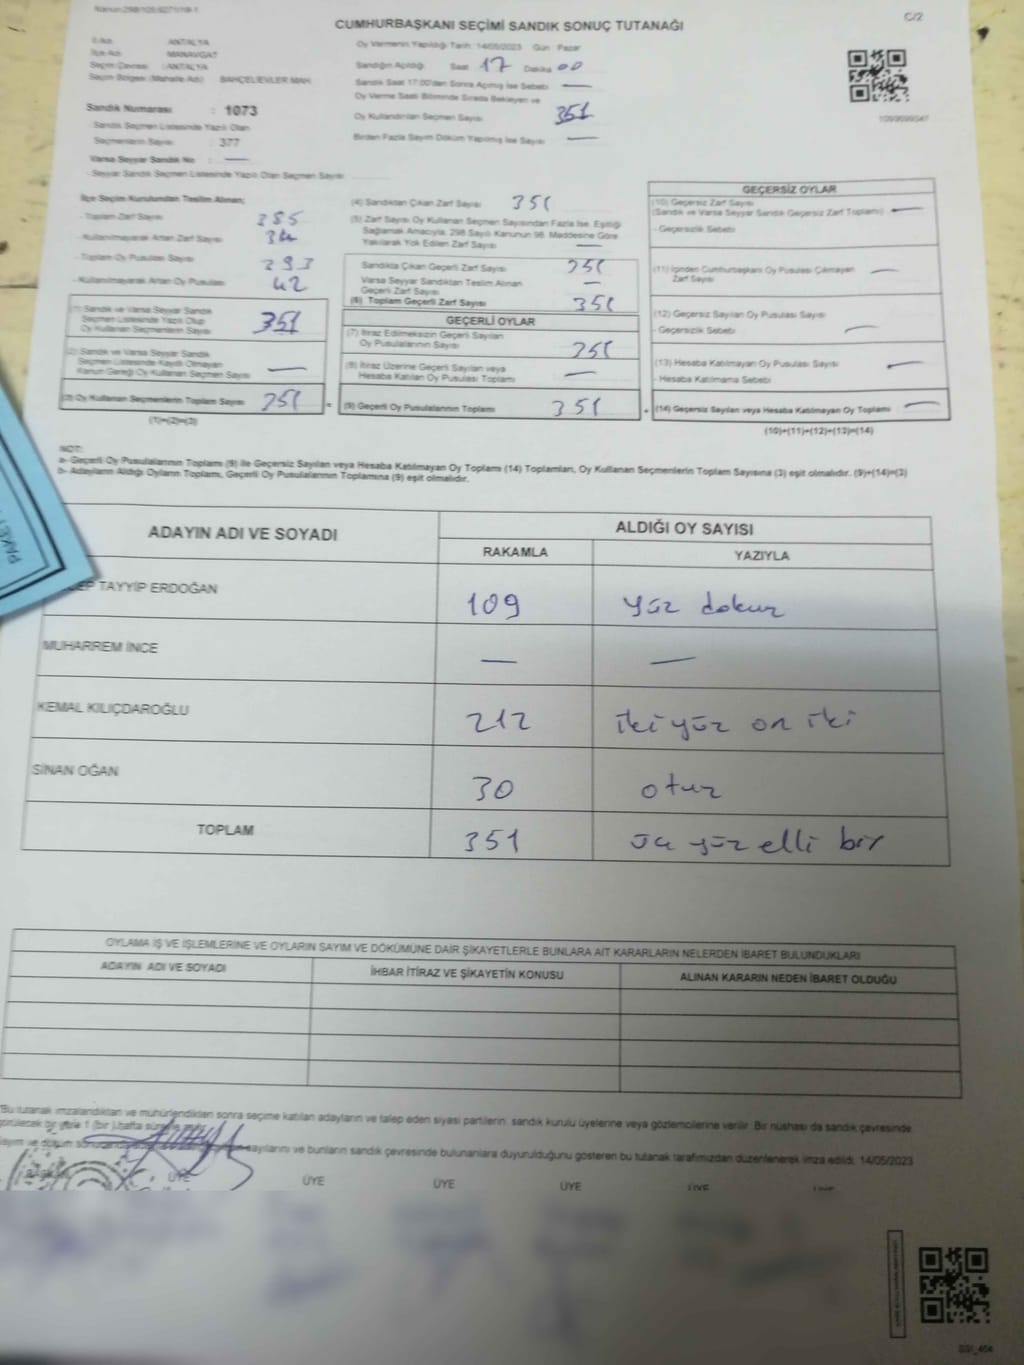 CUMHURBAŞKANI SEÇİMİ SANDIK SONUÇ TUTANAĞI
C/2
İli Adı : ANTALYA
İlçe Adı : MANAVGAT
Seçim Çevresi : ANTALYA
Seçim Bölgesi (Mahalle Adı) : BAHÇELİEVLER MAH.
Sandık Numarası : 1073
Sandık Seçmen Listesinde Yazılı Olan
Seçmenlerin Sayısı : 377
Varsa Seyyar Sandık No : —
- Seyyar Sandık Seçmen Listesinde Yazılı Olan Seçmen Sayısı
Oy Vermenin Yapıldığı Tarih: 14/05/2023 Gün Pazar
Sandığın Açıldığı Saat 17 Dakika 00
Sandık Saat 17:00'den Sonra Açılmış İse Sebebi —
Oy Verme Saati Bitiminde Sırada Bekleyen ve
Oy Kullandırılan Seçmen Sayısı 351
Birden Fazla Sayım Döküm Yapılmış İse Sayısı —
İlçe Seçim Kurulundan Teslim Alınan;
- Toplam Zarf Sayısı 385
- Kullanılmayarak Artan Zarf Sayısı 34
- Toplam Oy Pusulası Sayısı 393
- Kullanılmayarak Artan Oy Pusulası 42
(1) Sandık ve Varsa Seyyar Sandık
Seçmen Listesinde Yazılı Olup
Oy Kullanan Seçmenlerin Sayısı 351
(2) Sandık ve Varsa Seyyar Sandık
Seçmen Listesinde Kayıtlı Olmayan
Kanun Gereği Oy Kullanan Seçmen Sayısı —
(3) Oy Kullanan Seçmenlerin Toplam Sayısı 351 =
(1)+(2)=(3)
(4) Sandıktan Çıkan Zarf Sayısı 351
(5) Zarf Sayısı Oy Kullanan Seçmen Sayısından Fazla İse, Eşitliği
Sağlamak Amacıyla, 298 Sayılı Kanunun 98. Maddesine Göre
Yakılarak Yok Edilen Zarf Sayısı —
Sandıkta Çıkan Geçerli Zarf Sayısı 351
Varsa Seyyar Sandıktan Teslim Alınan
Geçerli Zarf Sayısı —
(6) Toplam Geçerli Zarf Sayısı 351
GEÇERLİ OYLAR
(7) İtiraz Edilmeksizin Geçerli Sayılan
Oy Pusulalarının Sayısı 351
(8) İtiraz Üzerine Geçerli Sayılan veya
Hesaba Katılan Oy Pusulası Toplamı —
(9) Geçerli Oy Pusulalarının Toplamı 351 +
GEÇERSİZ OYLAR
(10) Geçersiz Zarf Sayısı
(Sandık ve Varsa Seyyar Sandık Geçersiz Zarf Toplamı) —
- Geçersizlik Sebebi
(11) İçinden Cumhurbaşkanı Oy Pusulası Çıkmayan
Zarf Sayısı —
(12) Geçersiz Sayılan Oy Pusulası Sayısı
- Geçersizlik Sebebi —
(13) Hesaba Katılmayan Oy Pusulası Sayısı —
- Hesaba Katılmama Sebebi
(14) Geçersiz Sayılan veya Hesaba Katılmayan Oy Toplamı —
(10)+(11)+(12)+(13)=(14)
NOT:
a- Geçerli Oy Pusulalarının Toplamı (9) ile Geçersiz Sayılan veya Hesaba Katılmayan Oy Toplamı (14) Toplamları, Oy Kullanan Seçmenlerin Toplam Sayısına (3) eşit olmalıdır. (9)+(14)=(3)
b- Adayların Aldığı Oyların Toplamı, Geçerli Oy Pusulalarının Toplamına (9) eşit olmalıdır.
PAKET
ADAYIN ADI VE SOYADI ALDIĞI OY SAYISI
RAKAMLA YAZIYLA
TAYYİP ERDOĞAN 109 yüz dokuz
MUHARREM İNCE — —
KEMAL KILIÇDAROĞLU 212 iki yüz on iki
SİNAN OĞAN 30 otuz
TOPLAM 351 üç yüz elli bir
OYLAMA İŞ VE İŞLEMLERİNE VE OYLARIN SAYIM VE DÖKÜMÜNE DAİR ŞİKAYETLERLE BUNLARA AİT KARARLARIN NELERDEN İBARET BULUNDUKLARI
ADAYIN ADI VE SOYADI İHBAR İTİRAZ VE ŞİKAYETİN KONUSU ALINAN KARARIN NEDEN İBARET OLDUĞU
Bu tutanak imzalandıktan ve mühürlendikten sonra seçime katılan adayların ve talep eden siyasi partilerin, sandık kurulu üyelerine veya gözlemcilerine verilir. Bir nüshası da sandık çevresinde
görülecek bir yere 1 (bir) hafta
sayılarını ve bunların sandık çevresinde bulunanlara duyurulduğunu gösteren bu tutanak tarafımızdan düzenlenerek imza edildi. 14/05/2023
ÜYE ÜYE ÜYE ÜYE ÜYE